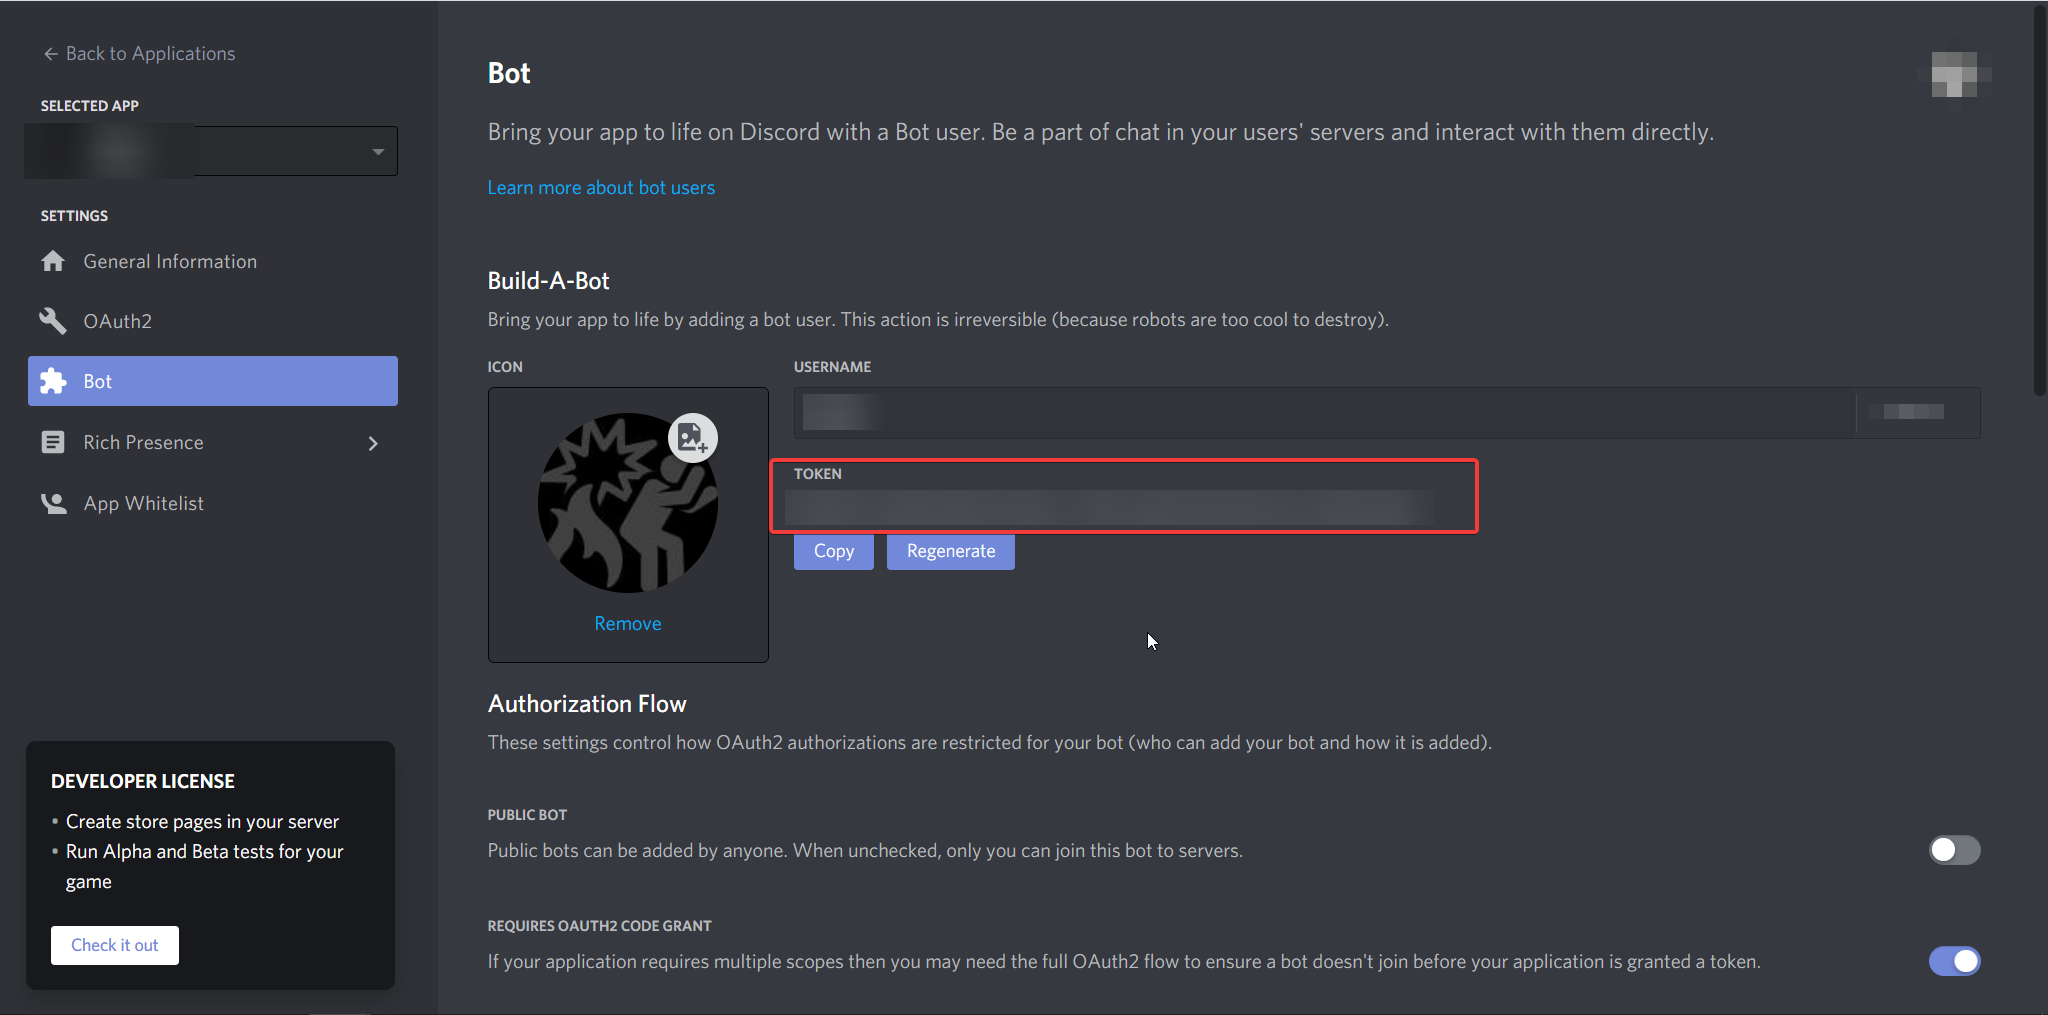 Back to Applications
SELECTED APP
SETTINGS
General Information
OAuth2
Bot
Rich Presence
App Whitelist
DEVELOPER LICENSE
• Create store pages in your server
• Run Alpha and Beta tests for your
game
Check it out
Bot
Bring your app to life on Discord with a Bot user. Be a part of chat in your users' servers and interact with them directly.
Learn more about bot users
Build-A-Bot
Bring your app to life by adding a bot user. This action is irreversible (because robots are too cool to destroy).
ICON
Remove
USERNAME
TOKEN
Copy
Regenerate
Authorization Flow
These settings control how OAuth2 authorizations are restricted for your bot (who can add your bot and how it is added).
PUBLIC BOT
Public bots can be added by anyone. When unchecked, only you can join this bot to servers.
REQUIRES OAUTH2 CODE GRANT
If your application requires multiple scopes then you may need the full OAuth2 flow to ensure a bot doesn't join before your application is granted a token.